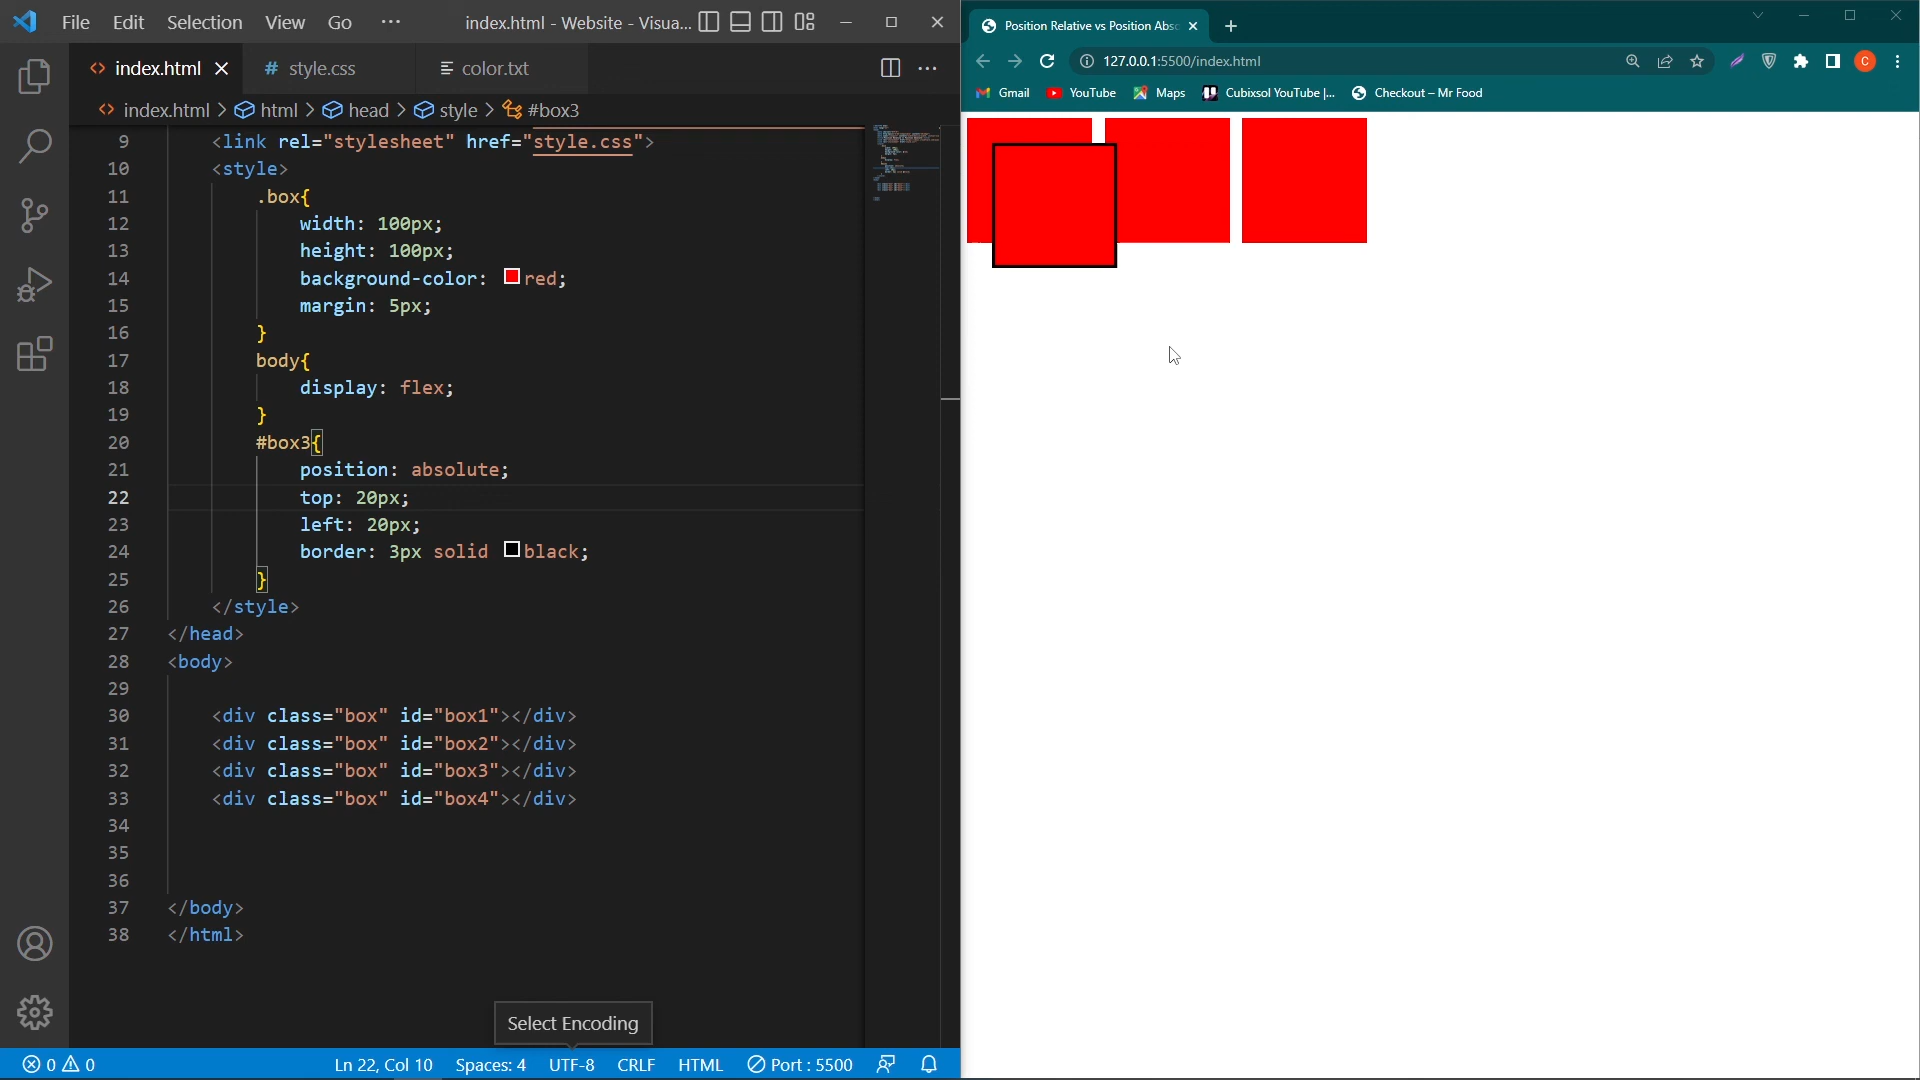 File Edit Selection View Go ··· index.html - Website - Visua...
index.html style.css color.txt
index.html > html > head > style > #box3
9 <link rel="stylesheet" href="style.css">
10 <style>
11 .box{
12 width: 100px;
13 height: 100px;
14 background-color: red;
15 margin: 5px;
16 }
17 body{
18 display: flex;
19 }
20 #box3{
21 position: absolute;
22 top: 20px;
23 left: 20px;
24 border: 3px solid black;
25 }
26 </style>
27 </head>
28 <body>
29
30 <div class="box" id="box1"></div>
31 <div class="box" id="box2"></div>
32 <div class="box" id="box3"></div>
33 <div class="box" id="box4"></div>
34
35
36
37 </body>
38 </html>
Select Encoding
0 0 Ln 22, Col 10 Spaces: 4 UTF-8 CRLF HTML Port : 5500
Position Relative vs Position Abso
127.0.0.1:5500/index.html C
Gmail YouTube Maps Cubixsol YouTube |... Checkout – Mr Food